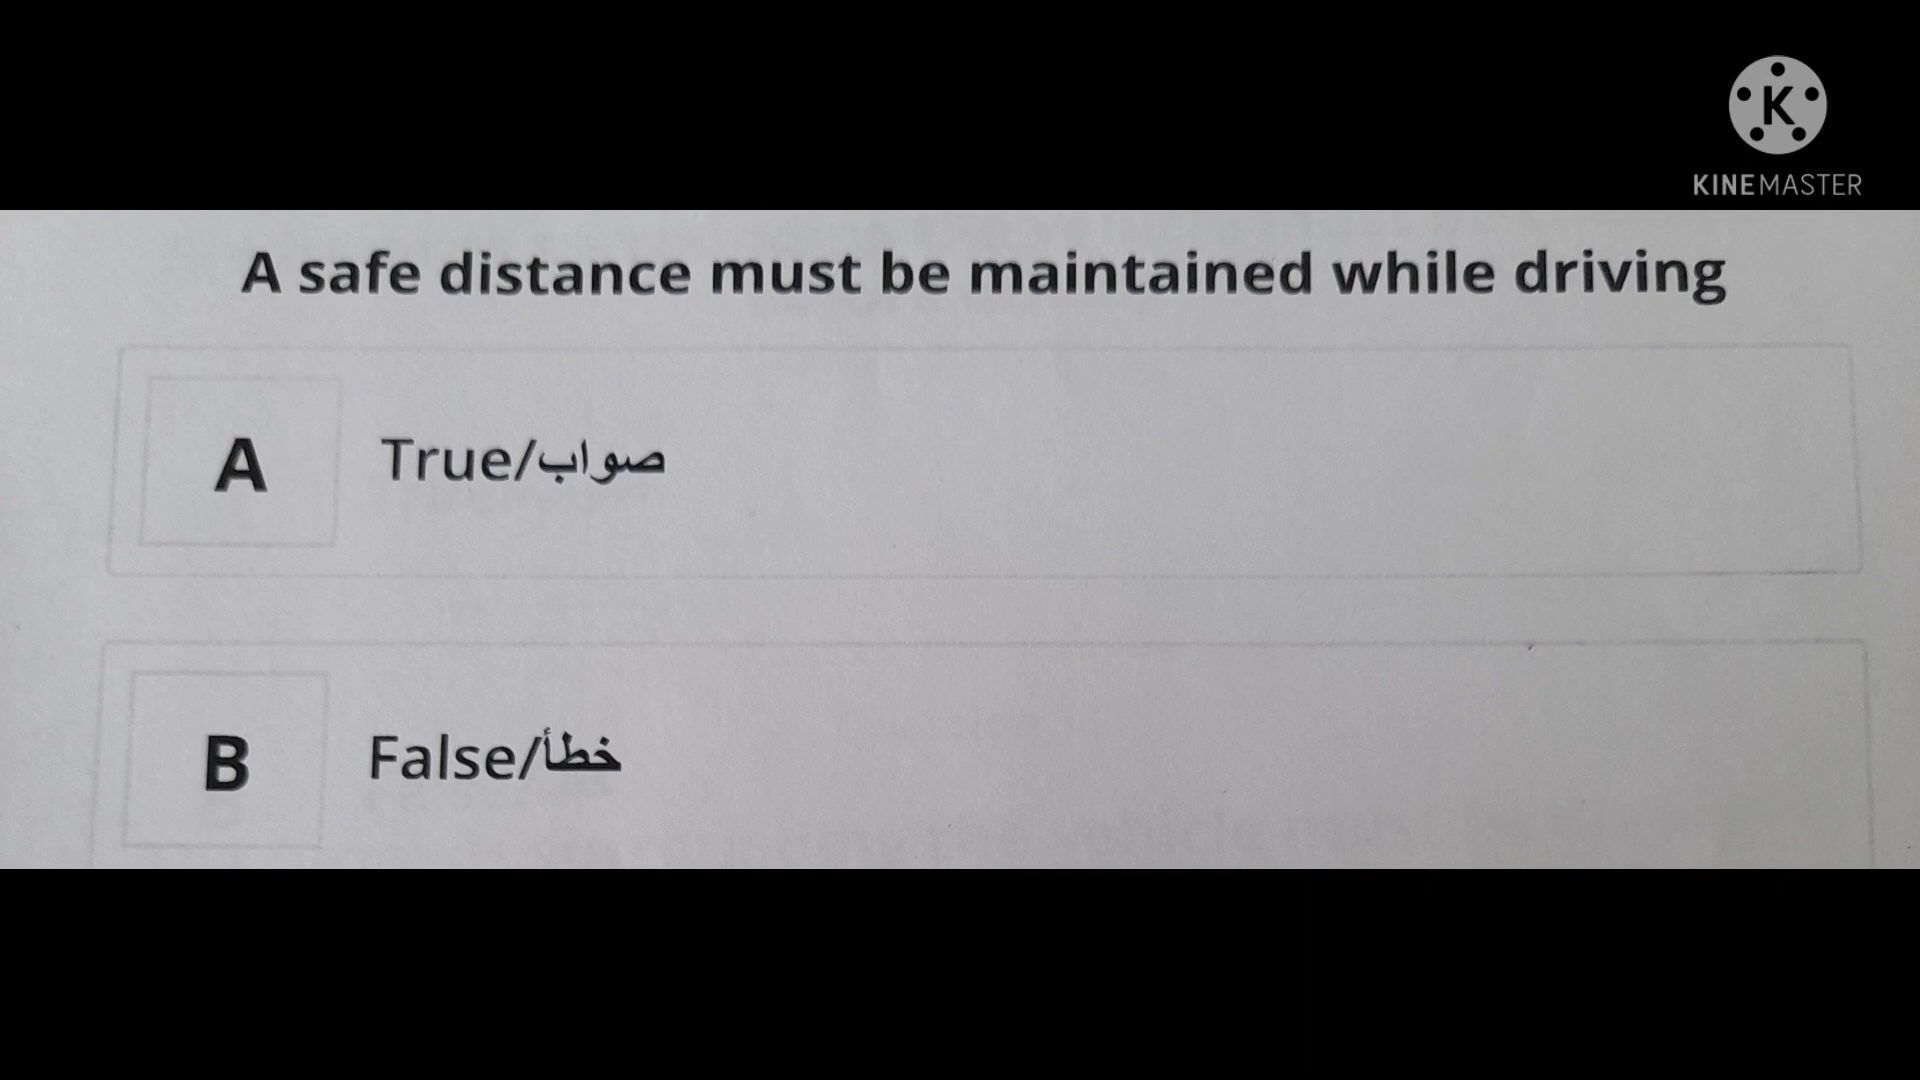 KINEMASTER
A safe distance must be maintained while driving
A True/صواب
B False/خطأ